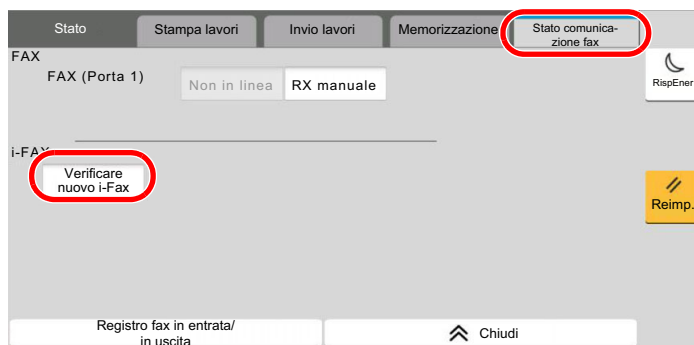 Stato
Stampa lavori
Invio lavori
Memorizzazione
Stato comunica-
zione fax
FAX
FAX (Porta 1)
Non in linea
RX manuale
RispEner
i-FAX
Verificare
nuovo i-Fax
Reimp.
Registro fax in entrata/
in uscita
Chiudi